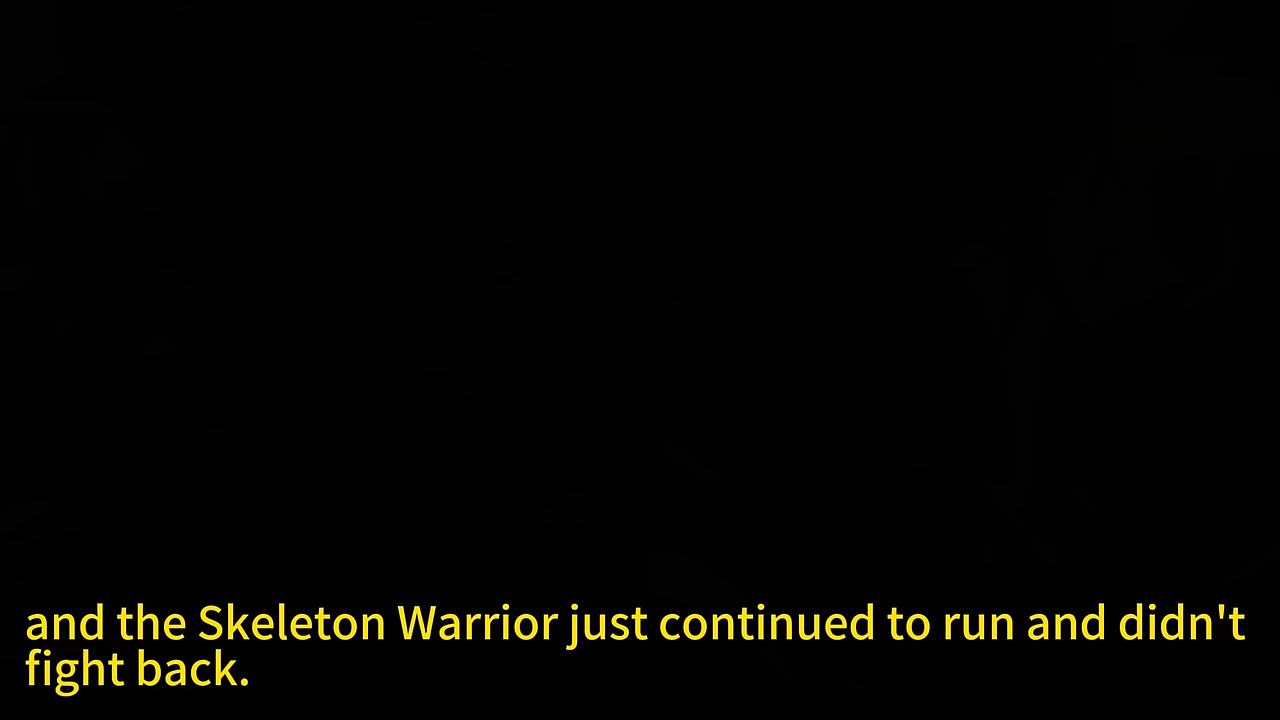 and the Skeleton Warrior just continued to run and didn't
fight back.